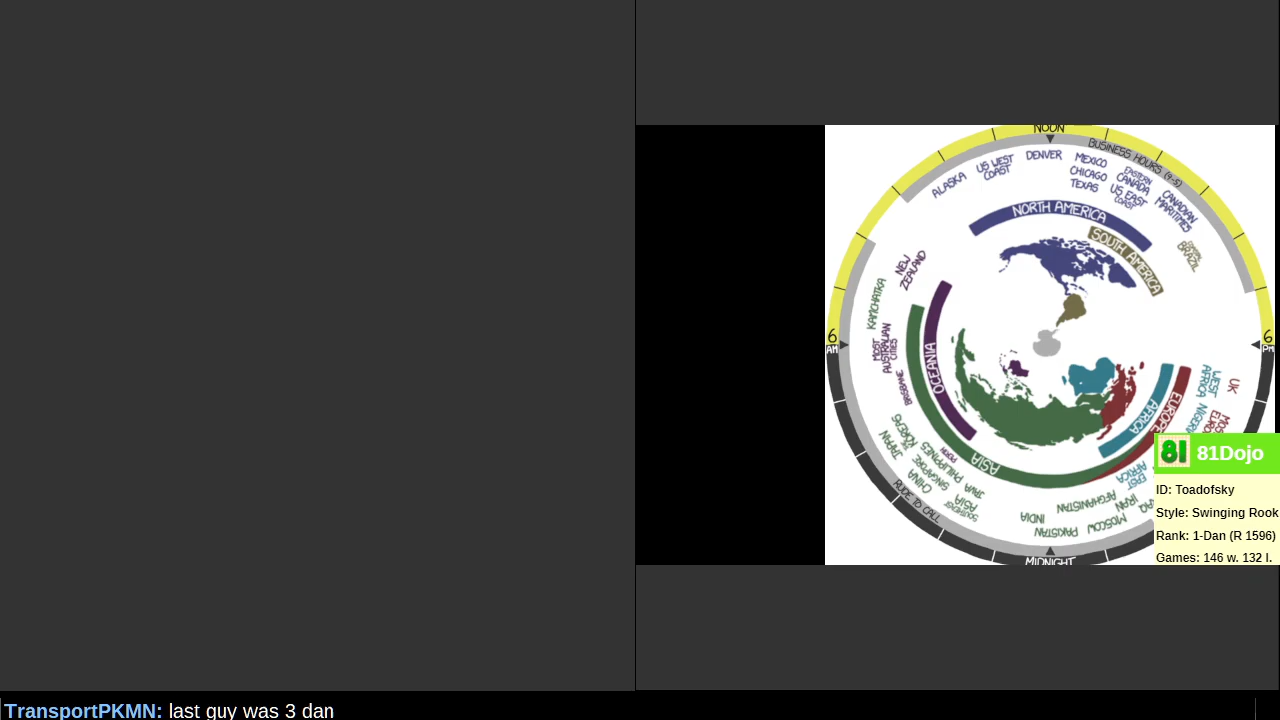 NOON
BUSINESS HOURS (9-5)
ALASKA
US WEST
COAST
DENVER
MEXICO
CHICAGO
TEXAS
EASTERN
CANADA
US EAST
COAST
CANADIAN
MARITIMES
BRAZIL
NORTH AMERICA
SOUTH AMERICA
NEW
ZEALAND
KAMCHATKA
MOST
AUSTRALIAN
CITIES
BRISBANE
OCEANIA
6
AM
6
PM
UK
WEST
AFRICA
NIGERIA
EUROPE
AFRICA
ASIA
JAPAN
KOREAS
PERTH
PHILIPPINES
SINGAPORE
CHINA
JAVA
SOUTHEAST
ASIA
INDIA
AFGHANISTAN
PAKISTAN
IRAN
MOSCOW
EAST
AFRICA
RUDE TO CALL
MIDNIGHT
81 81Dojo
ID: Toadofsky
Style: Swinging Rook
Rank: 1-Dan (R 1596)
Games: 146 w. 132 l.
TransportPKMN: last guy was 3 dan